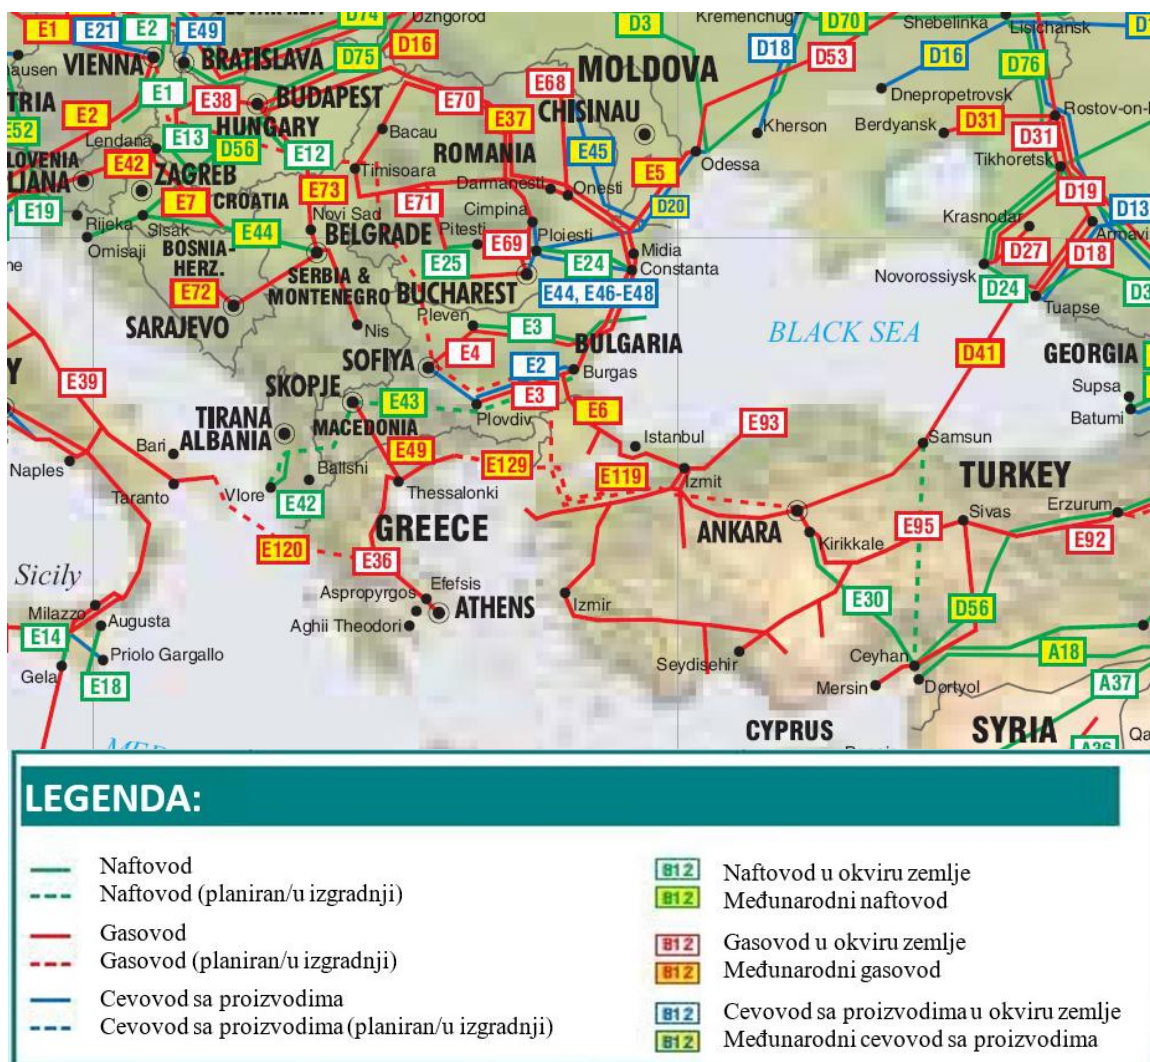 E1
E21
E2
E49
D74
Uzhgorod
D3
Kremenchug
D70
Shebelinka
Lisichansk
VIENNA
BRATISLAVA
D75
D16
D18
D53
D16
D76
TRIA
E1
E38
BUDAPEST
E68
MOLDOVA
Dnepropetrovsk
E2
HUNGARY
E70
E37
CHISINAU
Kherson
Berdyansk
D31
Rostov-on-
E52
E13
Lendana
D56
E12
Bacau
ROMANIA
E45
Odessa
D31
SLOVENIA
E42
ZAGREB
Timisoara
E5
Tikhoretsk
LJANA
E7
CROATIA
E73
Darmanesti
Onesti
D19
E19
Rijeka
Sisak
E44
Novi Sad
E71
Cimpina
D20
Krasnodar
D13
Omisaji
BELGRADE
Pitesti
Ploiesti
Armavi
BOSNIA-
HERZ.
E69
Midia
D27
D18
E72
SERBIA &
MONTENEGRO
E25
E24
Constanta
Novorossiysk
D24
BUCHAREST
E44, E46-E48
Tuapse
SARAJEVO
Nis
Pleven
E3
BLACK SEA
SOFIYA
E4
E2
BULGARIA
D41
GEORGIA
E39
SKOPJE
E3
Burgas
Supsa
E43
Batumi
TIRANA
ALBANIA
MACEDONIA
Plovdiv
E6
Bari
Istanbul
E93
Samsun
Naples
Ballshi
E49
E129
E119
Izmit
TURKEY
Taranto
Vlore
E42
Thessalonki
Sivas
Erzurum
GREECE
ANKARA
E95
E92
E120
E36
Kirikkale
Sicily
Efefsis
Aspropyrgos
ATHENS
Izmir
E30
D56
Milazzo
Augusta
Aghii Theodori
E14
Priolo Gargallo
Seydisehir
Ceyhan
A18
Gela
E18
Mersin
Dørtyol
A37
CYPRUS
SYRIA
LEGENDA:
Naftovod
Naftovod (planiran/u izgradnji)
Gasovod
Gasovod (planiran/u izgradnji)
Cevovod sa proizvodima
Cevovod sa proizvodima (planiran/u izgradnji)
B12 Naftovod u okviru zemlje
B12 Međunarodni naftovod
B12 Gasovod u okviru zemlje
B12 Međunarodni gasovod
B12 Cevovod sa proizvodima u okviru zemlje
B12 Međunarodni cevovod sa proizvodima